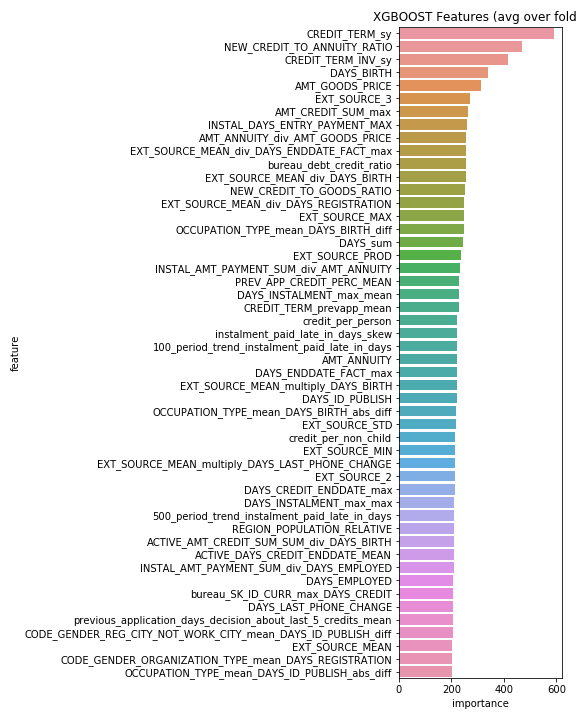 XGBOOST Features (avg over fold
CREDIT_TERM_sy
NEW_CREDIT_TO_ANNUITY_RATIO
CREDIT_TERM_INV_sy
DAYS_BIRTH
AMT_GOODS_PRICE
EXT_SOURCE_3
AMT_CREDIT_SUM_max
INSTAL_DAYS_ENTRY_PAYMENT_MAX
AMT_ANNUITY_div_AMT_GOODS_PRICE
EXT_SOURCE_MEAN_div_DAYS_ENDDATE_FACT_max
bureau_debt_credit_ratio
EXT_SOURCE_MEAN_div_DAYS_BIRTH
NEW_CREDIT_TO_GOODS_RATIO
EXT_SOURCE_MEAN_div_DAYS_REGISTRATION
EXT_SOURCE_MAX
OCCUPATION_TYPE_mean_DAYS_BIRTH_diff
DAYS_sum
EXT_SOURCE_PROD
INSTAL_AMT_PAYMENT_SUM_div_AMT_ANNUITY
PREV_APP_CREDIT_PERC_MEAN
DAYS_INSTALMENT_max_mean
CREDIT_TERM_prevapp_mean
credit_per_person
instalment_paid_late_in_days_skew
100_period_trend_instalment_paid_late_in_days
AMT_ANNUITY
DAYS_ENDDATE_FACT_max
EXT_SOURCE_MEAN_multiply_DAYS_BIRTH
DAYS_ID_PUBLISH
OCCUPATION_TYPE_mean_DAYS_BIRTH_abs_diff
EXT_SOURCE_STD
credit_per_non_child
EXT_SOURCE_MIN
EXT_SOURCE_MEAN_multiply_DAYS_LAST_PHONE_CHANGE
EXT_SOURCE_2
DAYS_CREDIT_ENDDATE_max
DAYS_INSTALMENT_max_max
500_period_trend_instalment_paid_late_in_days
REGION_POPULATION_RELATIVE
ACTIVE_AMT_CREDIT_SUM_SUM_div_DAYS_BIRTH
ACTIVE_DAYS_CREDIT_ENDDATE_MEAN
INSTAL_AMT_PAYMENT_SUM_div_DAYS_EMPLOYED
DAYS_EMPLOYED
bureau_SK_ID_CURR_max_DAYS_CREDIT
DAYS_LAST_PHONE_CHANGE
previous_application_days_decision_about_last_5_credits_mean
CODE_GENDER_REG_CITY_NOT_WORK_CITY_mean_DAYS_ID_PUBLISH_diff
EXT_SOURCE_MEAN
CODE_GENDER_ORGANIZATION_TYPE_mean_DAYS_REGISTRATION
OCCUPATION_TYPE_mean_DAYS_ID_PUBLISH_abs_diff
feature
0 200 400 600
importance